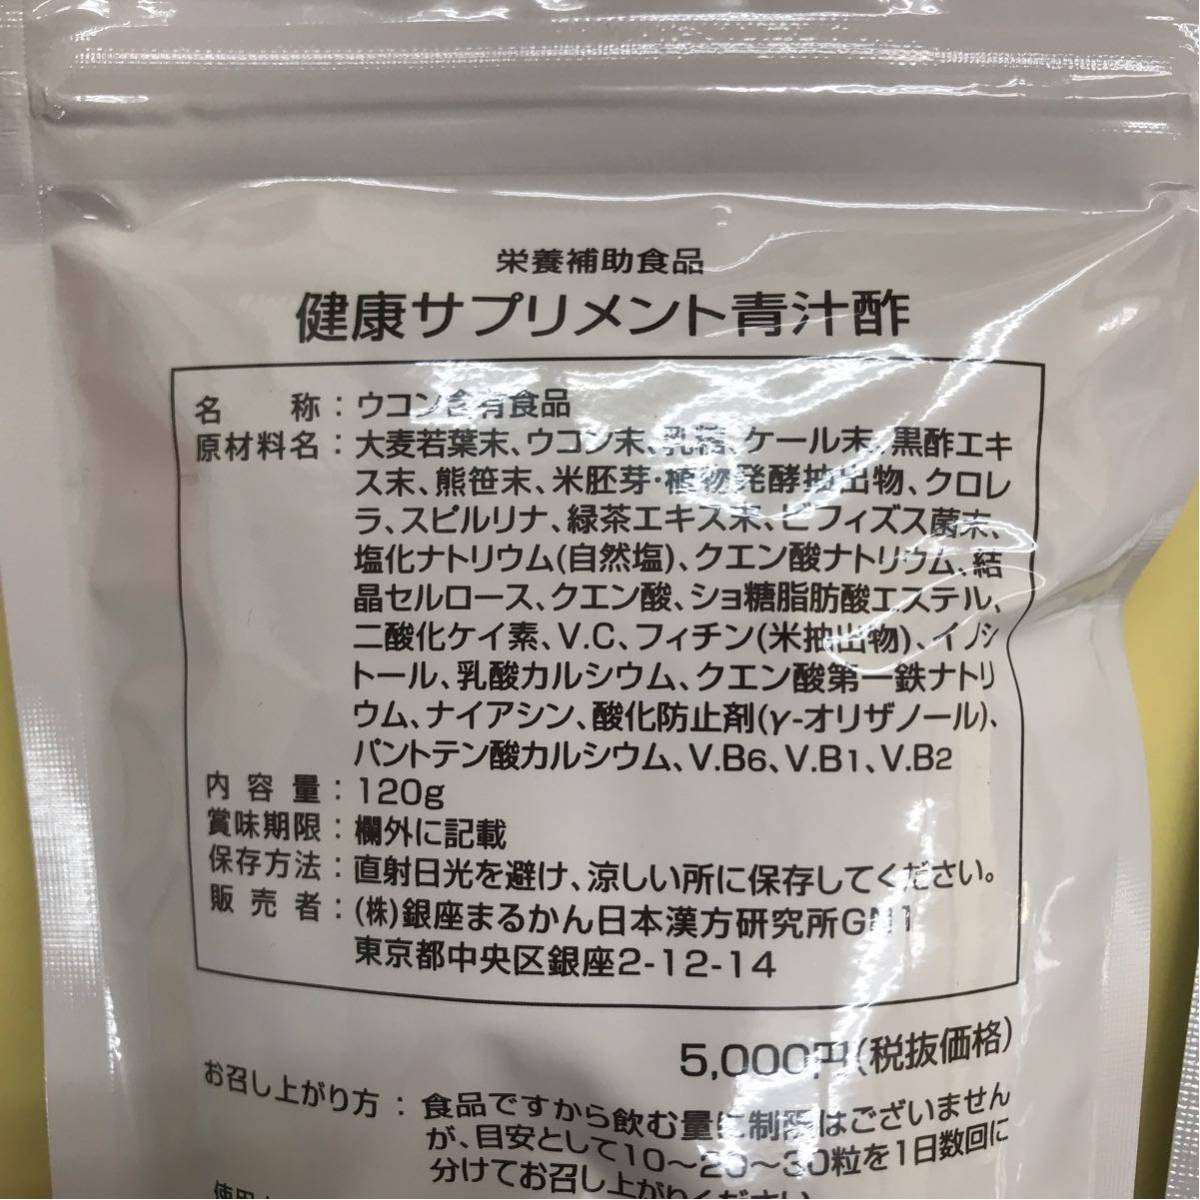 栄養補助食品
健康サプリメント青汁酢
名称：ウコン含有食品
原材料名：大麦若葉末、ウコン末、乳糖、ケール末、黒酢エキ
ス末、熊笹末、米胚芽・植物発酵抽出物、クロレ
ラ、スピルリナ、緑茶エキス末、ビフィズス菌末、
塩化ナトリウム(自然塩)、クエン酸ナトリウム、結
晶セルロース、クエン酸、ショ糖脂肪酸エステル、
二酸化ケイ素、V.C、フィチン(米抽出物)、イノシ
トール、乳酸カルシウム、クエン酸第一鉄ナトリ
ウム、ナイアシン、酸化防止剤(γ-オリザノール)、
パントテン酸カルシウム、V.B6、V.B1、V.B2
内容量：120g
賞味期限：欄外に記載
保存方法：直射日光を避け、涼しい所に保存してください。
販売者：(株)銀座まるかん日本漢方研究所GN1
東京都中央区銀座2-12-14
5,000円(税抜価格)
お召し上がり方：食品ですから飲む量に制限はございません
が、目安として10〜20〜30粒を1日数回に
分けてお召し上がりください。